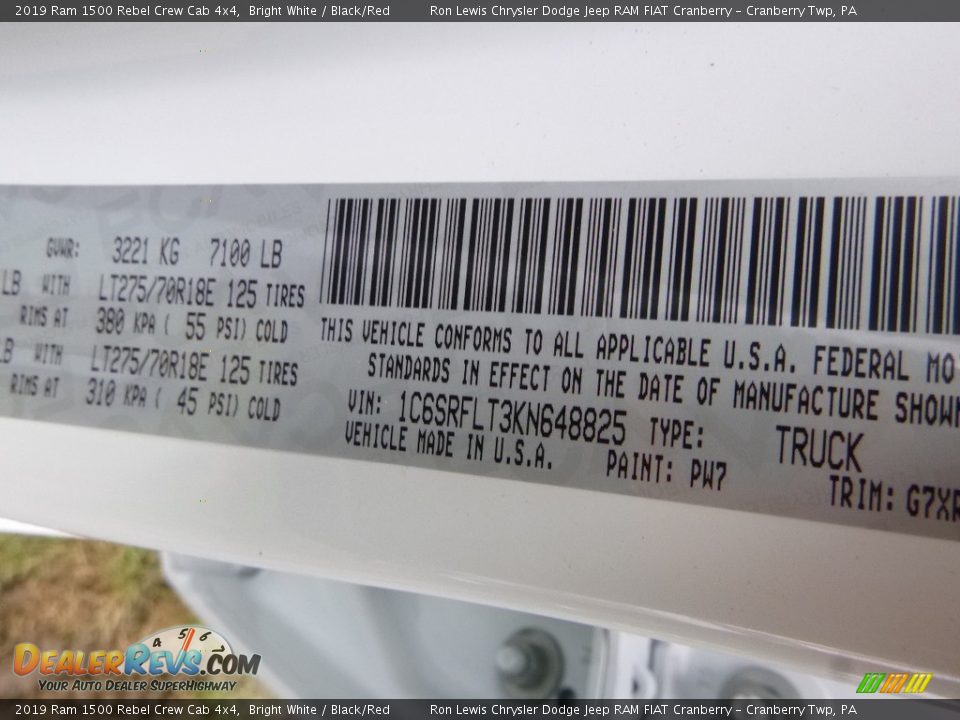 2019 Ram 1500 Rebel Crew Cab 4x4, Bright White / Black/Red Ron Lewis Chrysler Dodge Jeep RAM FIAT Cranberry - Cranberry Twp, PA
GVWR: 3221 KG 7100 LB
LB WITH LT275/70R18E 125 TIRES
RIMS AT 380 KPA ( 55 PSI) COLD
LB WITH LT275/70R18E 125 TIRES
RIMS AT 310 KPA ( 45 PSI) COLD
THIS VEHICLE CONFORMS TO ALL APPLICABLE U.S.A. FEDERAL MO
STANDARDS IN EFFECT ON THE DATE OF MANUFACTURE SHOWN
VIN: 1C6SRFLT3KN648825 TYPE: TRUCK
VEHICLE MADE IN U.S.A. PAINT: PW7 TRIM: G7XR
4 5 6
DEALERREVS.COM
YOUR AUTO DEALER SUPERHIGHWAY
2019 Ram 1500 Rebel Crew Cab 4x4, Bright White / Black/Red Ron Lewis Chrysler Dodge Jeep RAM FIAT Cranberry - Cranberry Twp, PA